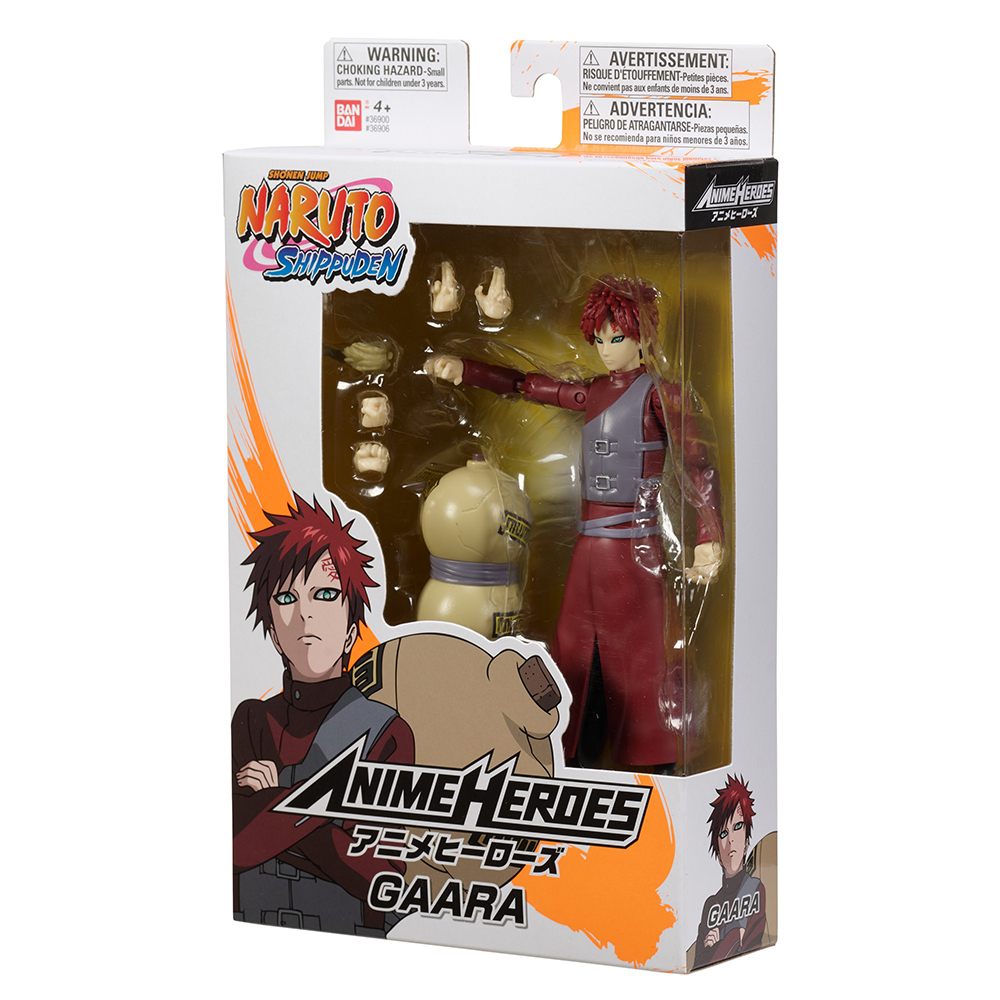 WARNING:
CHOKING HAZARD-Small
parts. Not for children under 3 years.
BAN
DAI
4+
#36900
#36906
AVERTISSEMENT:
RISQUE D'ÉTOUFFEMENT-Petites pièces.
Ne convient pas aux enfants de moins de 3 ans.
ADVERTENCIA:
PELIGRO DE ATRAGANTARSE-Piezas pequeñas.
No se recomienda para niños menores de 3 años.
SHONEN JUMP
NARUTO
SHIPPUDEN
ANIME HEROES
アニメヒーローズ
愛
ANIME HEROES
アニメヒーローズ
GAARA
GAARA